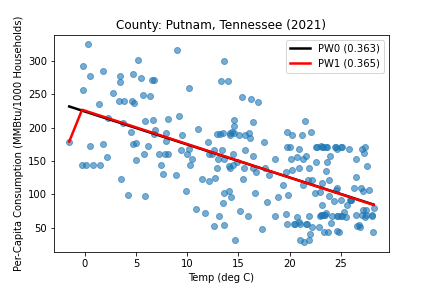 County: Putnam, Tennessee (2021)
Per-Capita Consumption (MMBtu/1000 Households)
300
250
200
150
100
50
PW0 (0.363)
PW1 (0.365)
0 5 10 15 20 25
Temp (deg C)